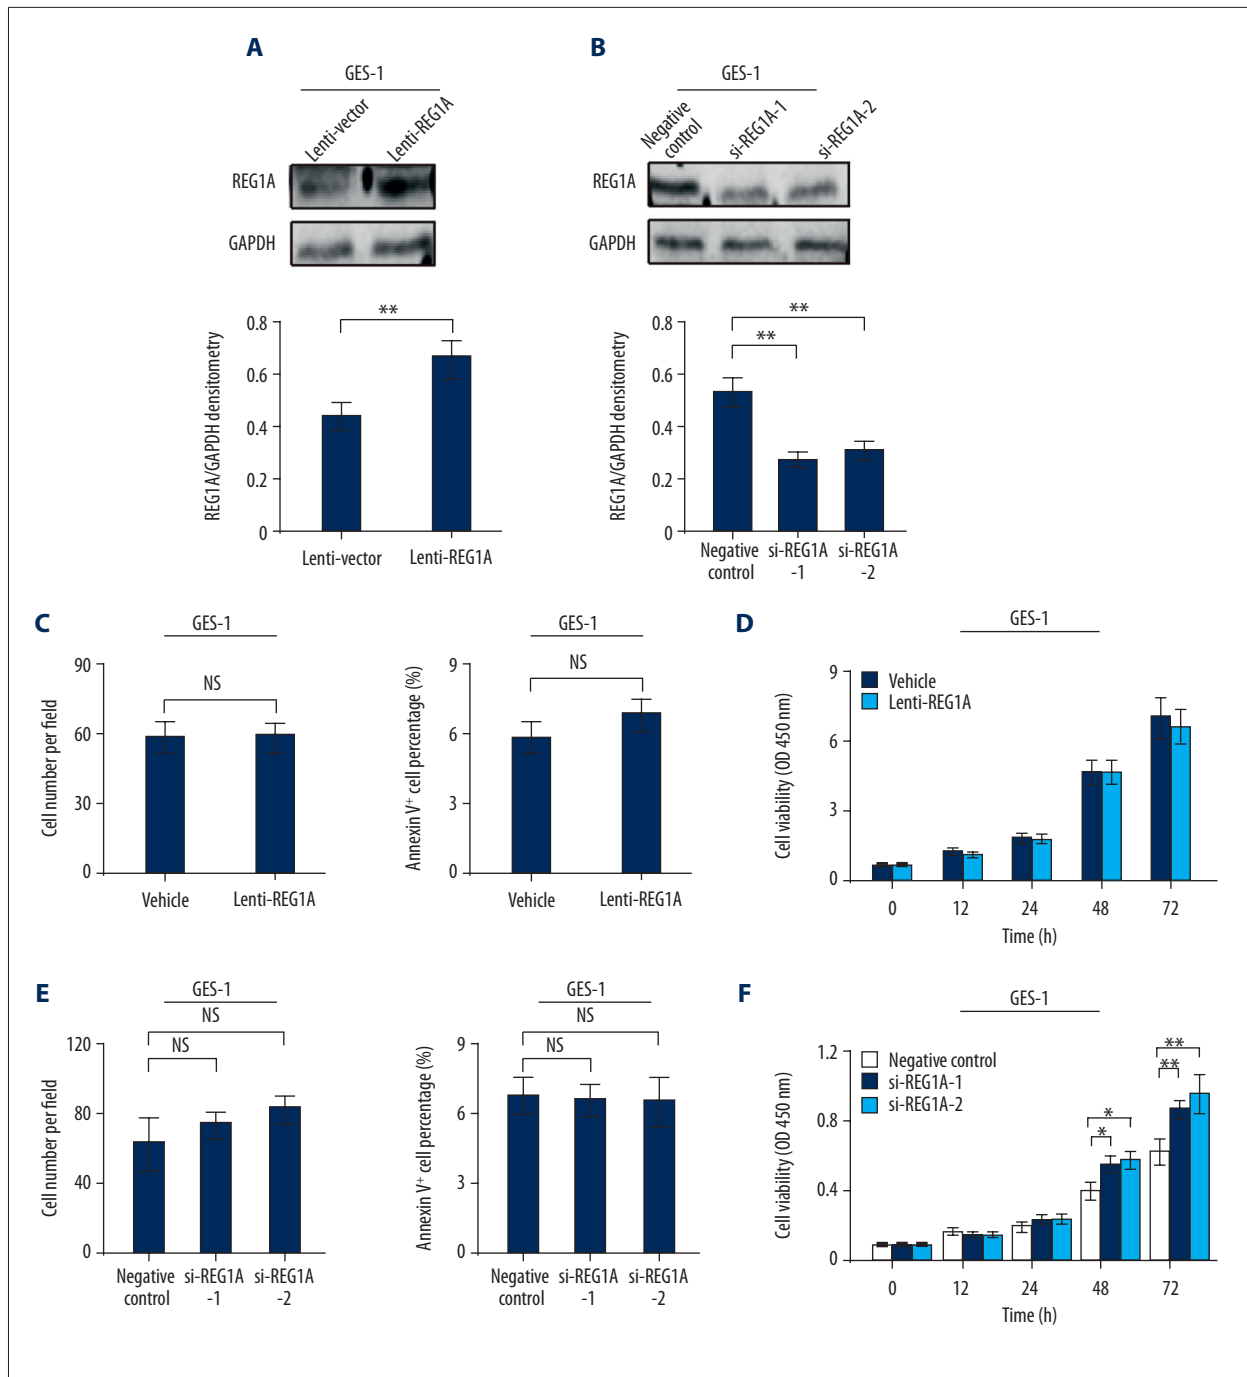 A
GES-1
Lenti-vector
Lenti-REG1A
REG1A
GAPDH
**
REG1A/GAPDH densitometry
0.8
0.6
0.4
0.2
0
Lenti-vector
Lenti-REG1A
B
GES-1
Negative
control
si-REG1A-1
si-REG1A-2
REG1A
GAPDH
**
**
REG1A/GAPDH densitometry
0.8
0.6
0.4
0.2
0
Negative
control
si-REG1A
-1
si-REG1A
-2
C
GES-1
NS
Cell number per field
90
60
30
0
Vehicle
Lenti-REG1A
GES-1
NS
Annexin V+ cell percentage (%)
9
6
3
0
Vehicle
Lenti-REG1A
D
GES-1
Vehicle
Lenti-REG1A
Cell viability (OD 450 nm)
9
6
3
0
0
12
24
48
72
Time (h)
E
GES-1
NS
NS
Cell number per field
120
80
40
0
Negative
control
si-REG1A
-1
si-REG1A
-2
GES-1
NS
NS
Annexin V+ cell percentage (%)
9
6
3
0
Negative
control
si-REG1A
-1
si-REG1A
-2
F
GES-1
Negative control
si-REG1A-1
si-REG1A-2
**
**
*
*
Cell viability (OD 450 nm)
1.2
0.8
0.4
0
0
12
24
48
72
Time (h)